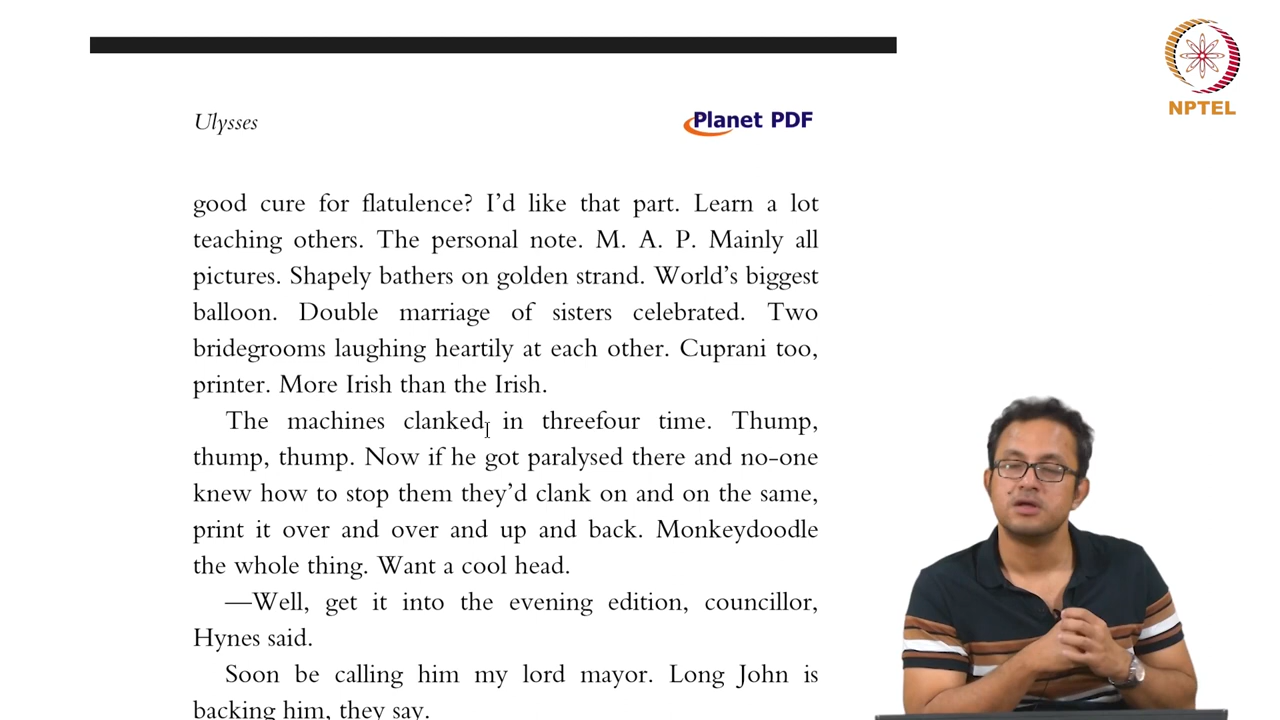 NPTEL
Ulysses
Planet PDF
good cure for flatulence? I’d like that part. Learn a lot
teaching others. The personal note. M. A. P. Mainly all
pictures. Shapely bathers on golden strand. World’s biggest
balloon. Double marriage of sisters celebrated. Two
bridegrooms laughing heartily at each other. Cuprani too,
printer. More Irish than the Irish.
The machines clanked in threefour time. Thump,
thump, thump. Now if he got paralysed there and no-one
knew how to stop them they’d clank on and on the same,
print it over and over and up and back. Monkeydoodle
the whole thing. Want a cool head.
—Well, get it into the evening edition, councillor,
Hynes said.
Soon be calling him my lord mayor. Long John is
backing him, they say.